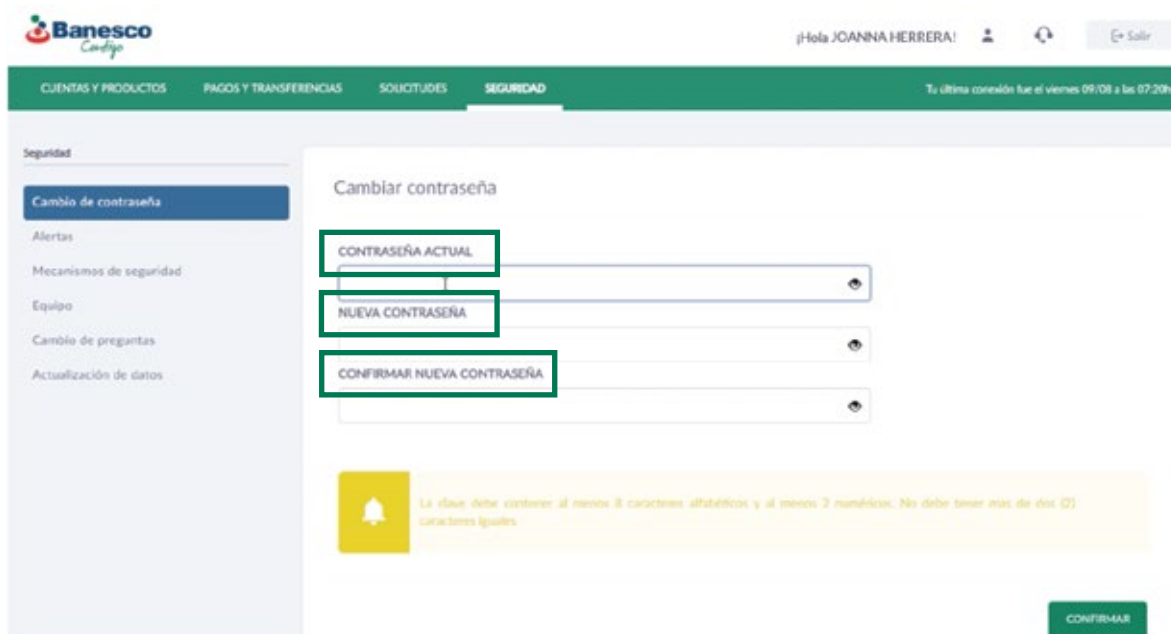 Banesco
Contigo
¡Hola JOANNA HERRERA!
Salir
CUENTAS Y PRODUCTOS
PAGOS Y TRANSFERENCIAS
SOLICITUDES
SEGURIDAD
Tu última conexión fue el viernes 09/08 a las 07:20h
Seguridad
Cambio de contraseña
Alertas
Mecanismos de seguridad
Equipo
Cambio de preguntas
Actualización de datos
Cambiar contraseña
CONTRASEÑA ACTUAL
NUEVA CONTRASEÑA
CONFIRMAR NUEVA CONTRASEÑA
La clave debe contener al menos 8 caracteres alfabéticos y al menos 2 numéricos. No debe tener mas de dos (2)
caracteres iguales
CONFIRMAR